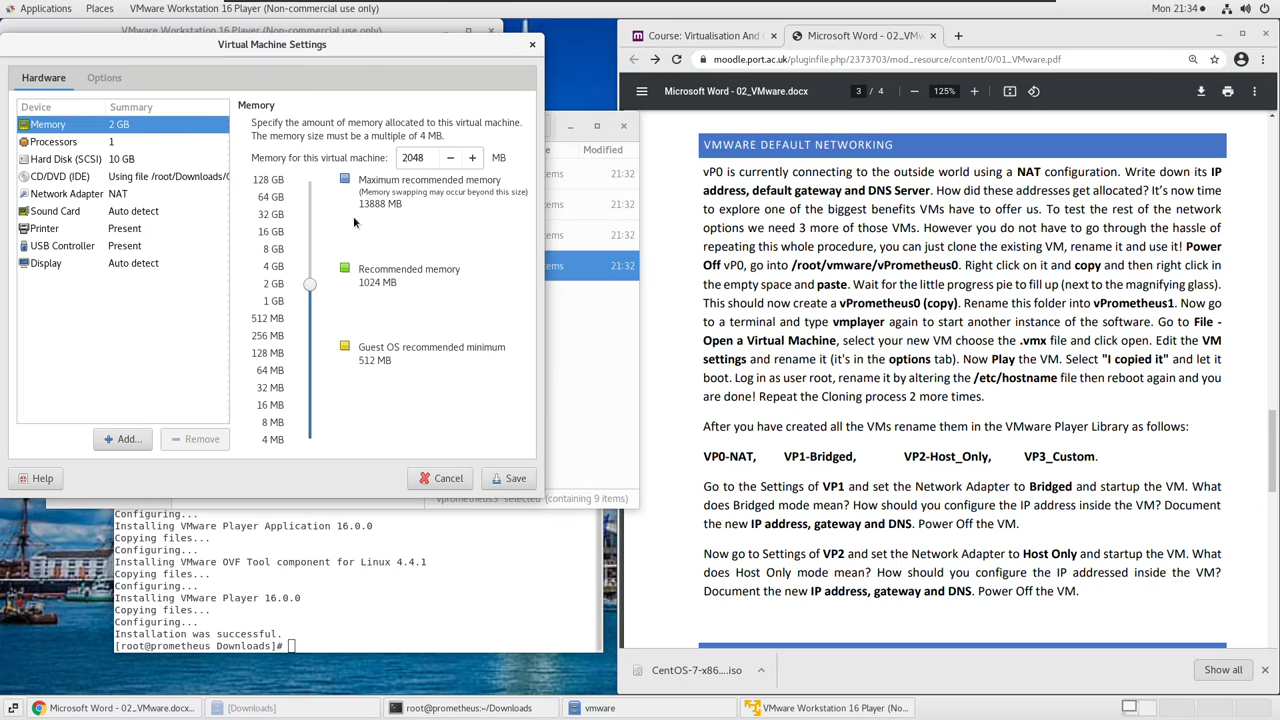 Applications Places VMware Workstation 16 Player (Non-commercial use only) Mon 21:34
VMware Workstation 16 Player (Non-commercial use only)
Virtual Machine Settings
Hardware Options
Device Summary
Memory 2 GB
Processors 1
Hard Disk (SCSI) 10 GB
CD/DVD (IDE) Using file /root/Downloads/C
Network Adapter NAT
Sound Card Auto detect
Printer Present
USB Controller Present
Display Auto detect
Add... Remove
Memory
Specify the amount of memory allocated to this virtual machine.
The memory size must be a multiple of 4 MB.
Memory for this virtual machine: 2048 − + MB
128 GB
64 GB
32 GB
16 GB
8 GB
4 GB
2 GB
1 GB
512 MB
256 MB
128 MB
64 MB
32 MB
16 MB
8 MB
4 MB
Maximum recommended memory
(Memory swapping may occur beyond this size)
13888 MB
Recommended memory
1024 MB
Guest OS recommended minimum
512 MB
Help Cancel Save
Modified
21:32
21:32
ems 21:32
ems 21:32
selected (containing 9 items)
Configuring...
Installing VMware Player Application 16.0.0
Copying files...
Configuring...
Installing VMware OVF Tool component for Linux 4.4.1
Copying files...
Configuring...
Installing VMware Player 16.0.0
Copying files...
Configuring...
Installation was successful.
[root@prometheus Downloads]#
Course: Virtualisation And Microsoft Word - 02_VMw
moodle.port.ac.uk/pluginfile.php/2373703/mod_resource/content/0/01_VMware.pdf
Microsoft Word - 02_VMware.docx 3 / 4 − 125% +
VMWARE DEFAULT NETWORKING
vP0 is currently connecting to the outside world using a NAT configuration. Write down its IP
address, default gateway and DNS Server. How did these addresses get allocated? It's now time
to explore one of the biggest benefits VMs have to offer us. To test the rest of the network
options we need 3 more of those VMs. However you do not have to go through the hassle of
repeating this whole procedure, you can just clone the existing VM, rename it and use it! Power
Off vP0, go into /root/vmware/vPrometheus0. Right click on it and copy and then right click in
the empty space and paste. Wait for the little progress pie to fill up (next to the magnifying glass).
This should now create a vPrometheus0 (copy). Rename this folder into vPrometheus1. Now go
to a terminal and type vmplayer again to start another instance of the software. Go to File -
Open a Virtual Machine, select your new VM choose the .vmx file and click open. Edit the VM
settings and rename it (it's in the options tab). Now Play the VM. Select "I copied it" and let it
boot. Log in as user root, rename it by altering the /etc/hostname file then reboot again and you
are done! Repeat the Cloning process 2 more times.
After you have created all the VMs rename them in the VMware Player Library as follows:
VP0-NAT, VP1-Bridged, VP2-Host_Only, VP3_Custom.
Go to the Settings of VP1 and set the Network Adapter to Bridged and startup the VM. What
does Bridged mode mean? How should you configure the IP address inside the VM? Document
the new IP address, gateway and DNS. Power Off the VM.
Now go to Settings of VP2 and set the Network Adapter to Host Only and startup the VM. What
does Host Only mode mean? How should you configure the IP addressed inside the VM?
Document the new IP address, gateway and DNS. Power Off the VM.
CentOS-7-x86....iso Show all
Microsoft Word - 02_VMware.docx... [Downloads] root@prometheus:~/Downloads vmware VMware Workstation 16 Player (No...